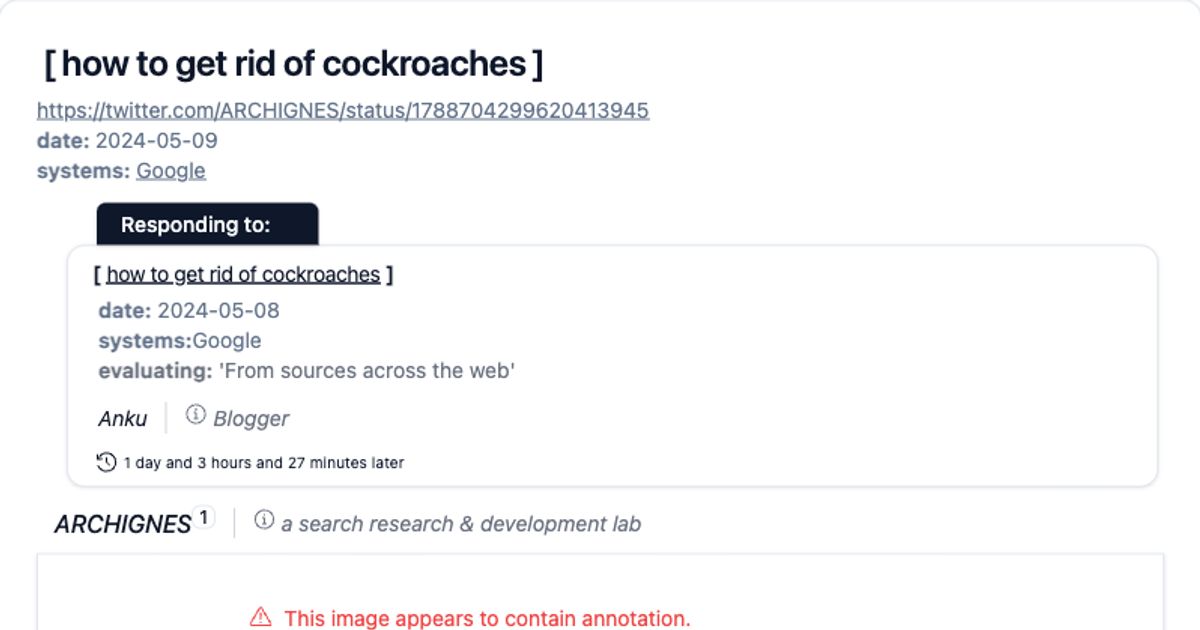 [ how to get rid of cockroaches ]
https://twitter.com/ARCHIGNES/status/1788704299620413945
date: 2024-05-09
systems: Google
Responding to:
[ how to get rid of cockroaches ]
date: 2024-05-08
systems:Google
evaluating: 'From sources across the web'
Anku ⓘ Blogger
1 day and 3 hours and 27 minutes later
ARCHIGNES 1 ⓘ a search research & development lab
⚠ This image appears to contain annotation.